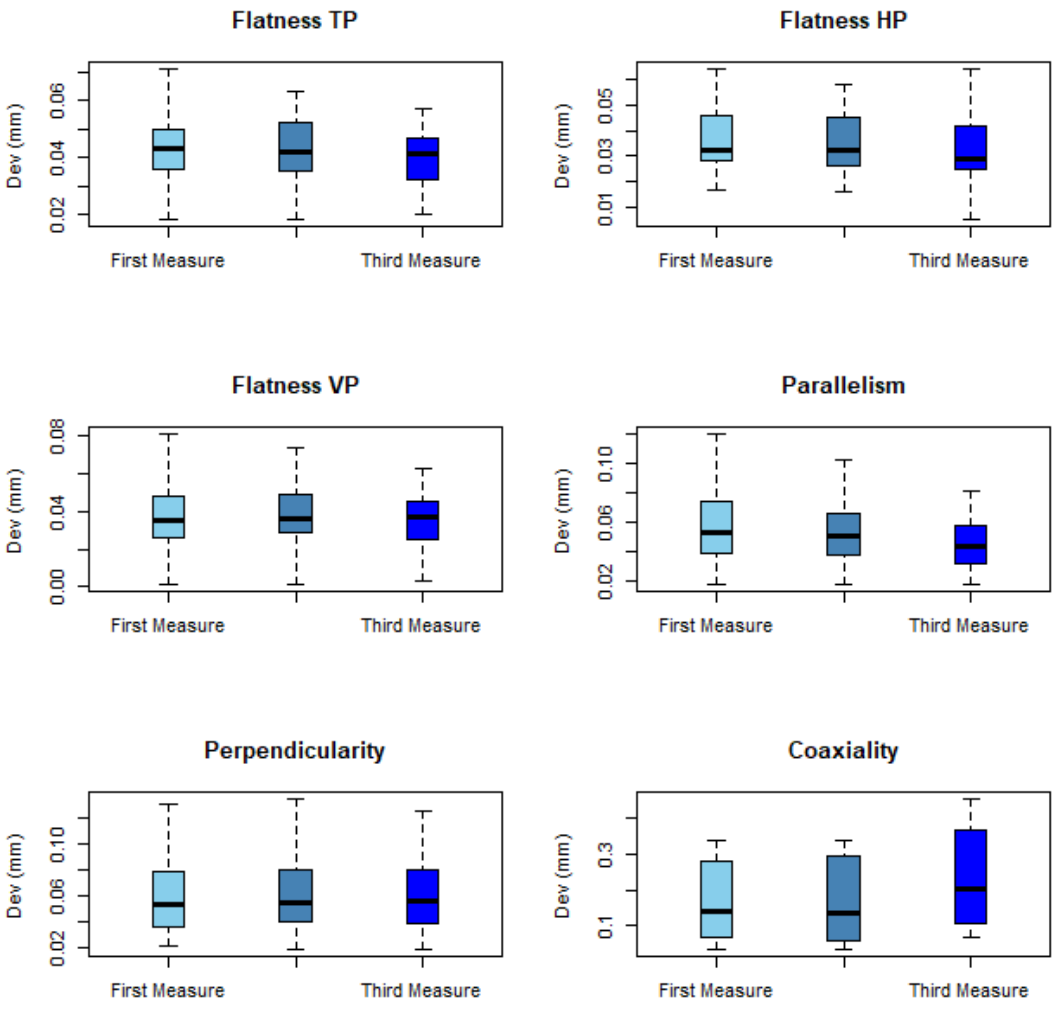 Flatness TP
Dev (mm)
0.02 0.04 0.06
First Measure Third Measure
Flatness HP
Dev (mm)
0.01 0.03 0.05
First Measure Third Measure
Flatness VP
Dev (mm)
0.00 0.04 0.08
First Measure Third Measure
Parallelism
Dev (mm)
0.02 0.06 0.10
First Measure Third Measure
Perpendicularity
Dev (mm)
0.02 0.06 0.10
First Measure Third Measure
Coaxiality
Dev (mm)
0.1 0.3
First Measure Third Measure